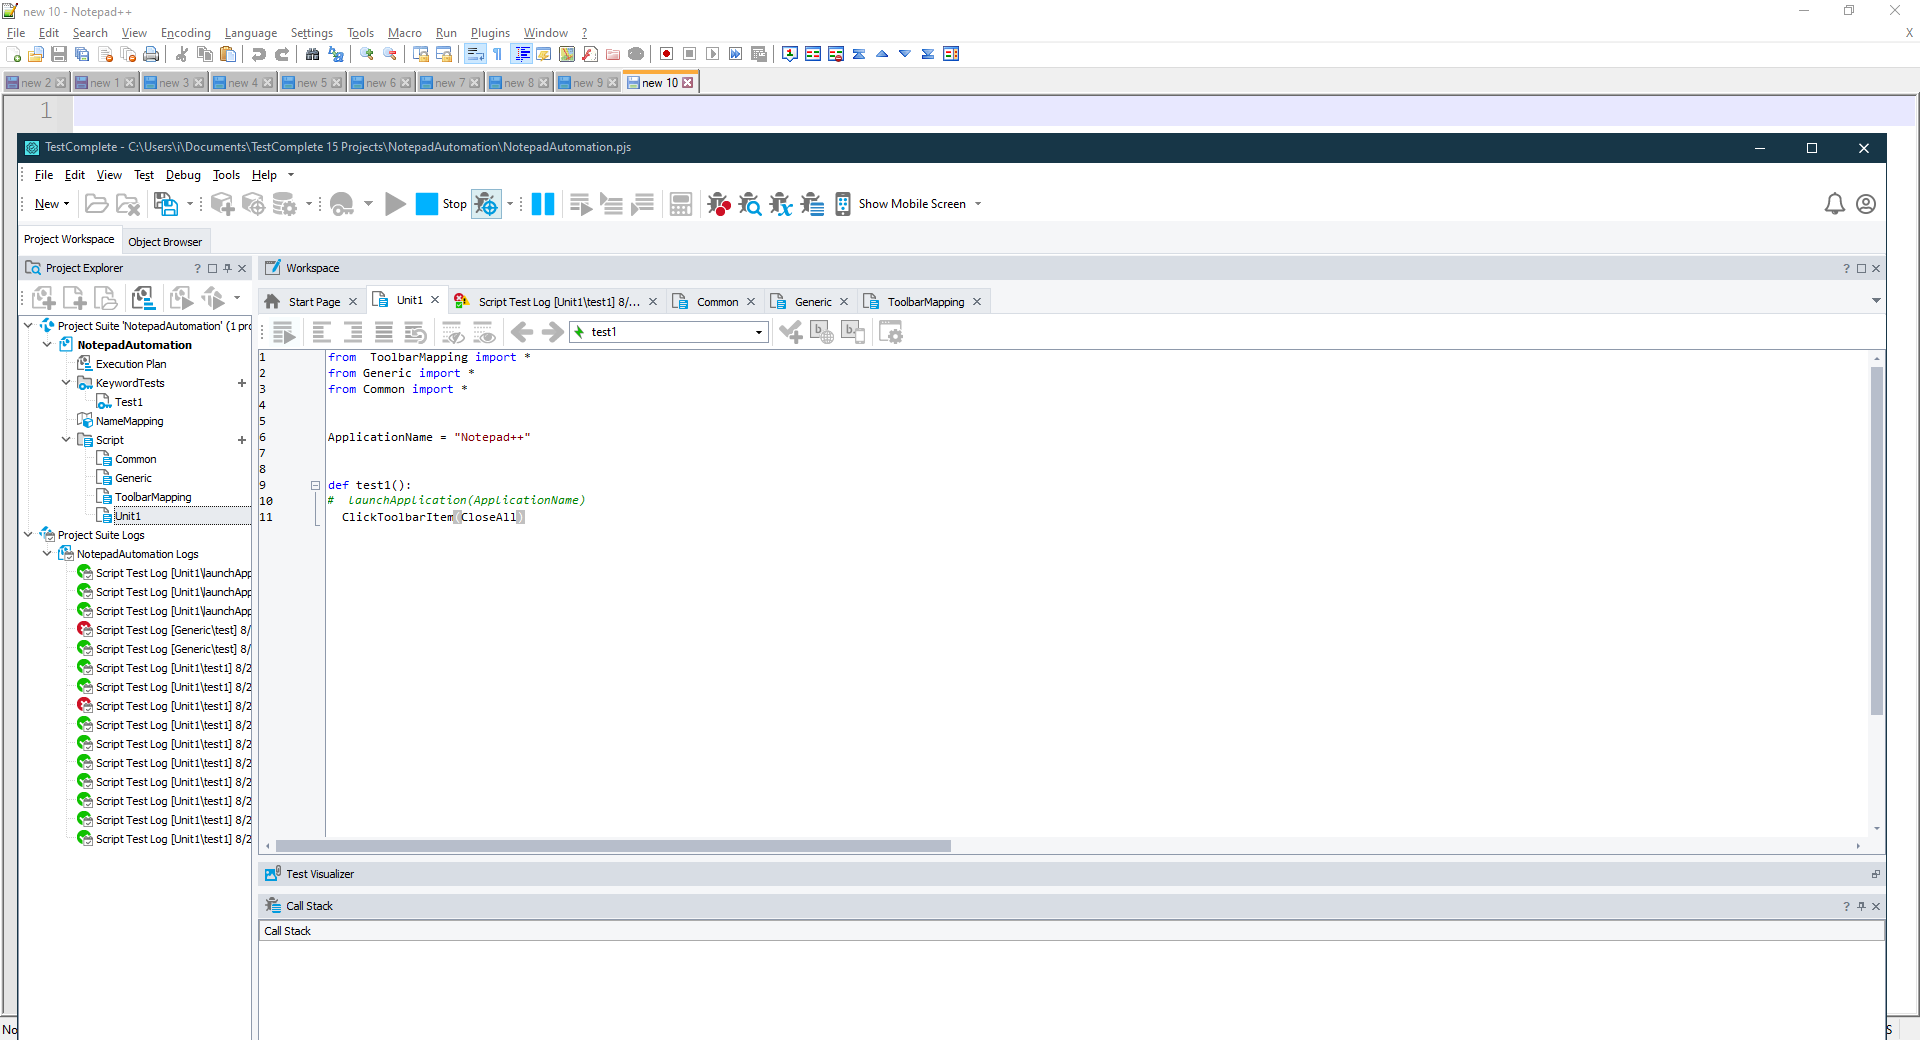 new 10 - Notepad++
File Edit Search View Encoding Language Settings Tools Macro Run Plugins Window ? X
new 2 new 1 new 3 new 4 new 5 new 6 new 7 new 8 new 9 new 10
1
TestComplete - C:\Users\i\Documents\TestComplete 15 Projects\NotepadAutomation\NotepadAutomation.pjs
File Edit View Test Debug Tools Help
New Stop Show Mobile Screen
Project Workspace Object Browser
Project Explorer ?
Workspace ?
Start Page Unit1 Script Test Log [Unit1\test1] 8/... Common Generic ToolbarMapping
test1
Project Suite 'NotepadAutomation' (1 pro
NotepadAutomation
Execution Plan
KeywordTests +
Test1
NameMapping
Script +
Common
Generic
ToolbarMapping
Unit1
Project Suite Logs
NotepadAutomation Logs
Script Test Log [Unit1\launchApp
Script Test Log [Unit1\launchApp
Script Test Log [Unit1\launchApp
Script Test Log [Generic\test] 8/
Script Test Log [Generic\test] 8/
Script Test Log [Unit1\test1] 8/2
Script Test Log [Unit1\test1] 8/2
Script Test Log [Unit1\test1] 8/2
Script Test Log [Unit1\test1] 8/2
Script Test Log [Unit1\test1] 8/2
Script Test Log [Unit1\test1] 8/2
Script Test Log [Unit1\test1] 8/2
Script Test Log [Unit1\test1] 8/2
Script Test Log [Unit1\test1] 8/2
Script Test Log [Unit1\test1] 8/2
1 from  ToolbarMapping import *
2 from Generic import *
3 from Common import *
4
5
6 ApplicationName = "Notepad++"
7
8
9 def test1():
10 #  launchApplication(ApplicationName)
11   ClickToolbarItem(CloseAll)
Test Visualizer
Call Stack ?
Call Stack
No S